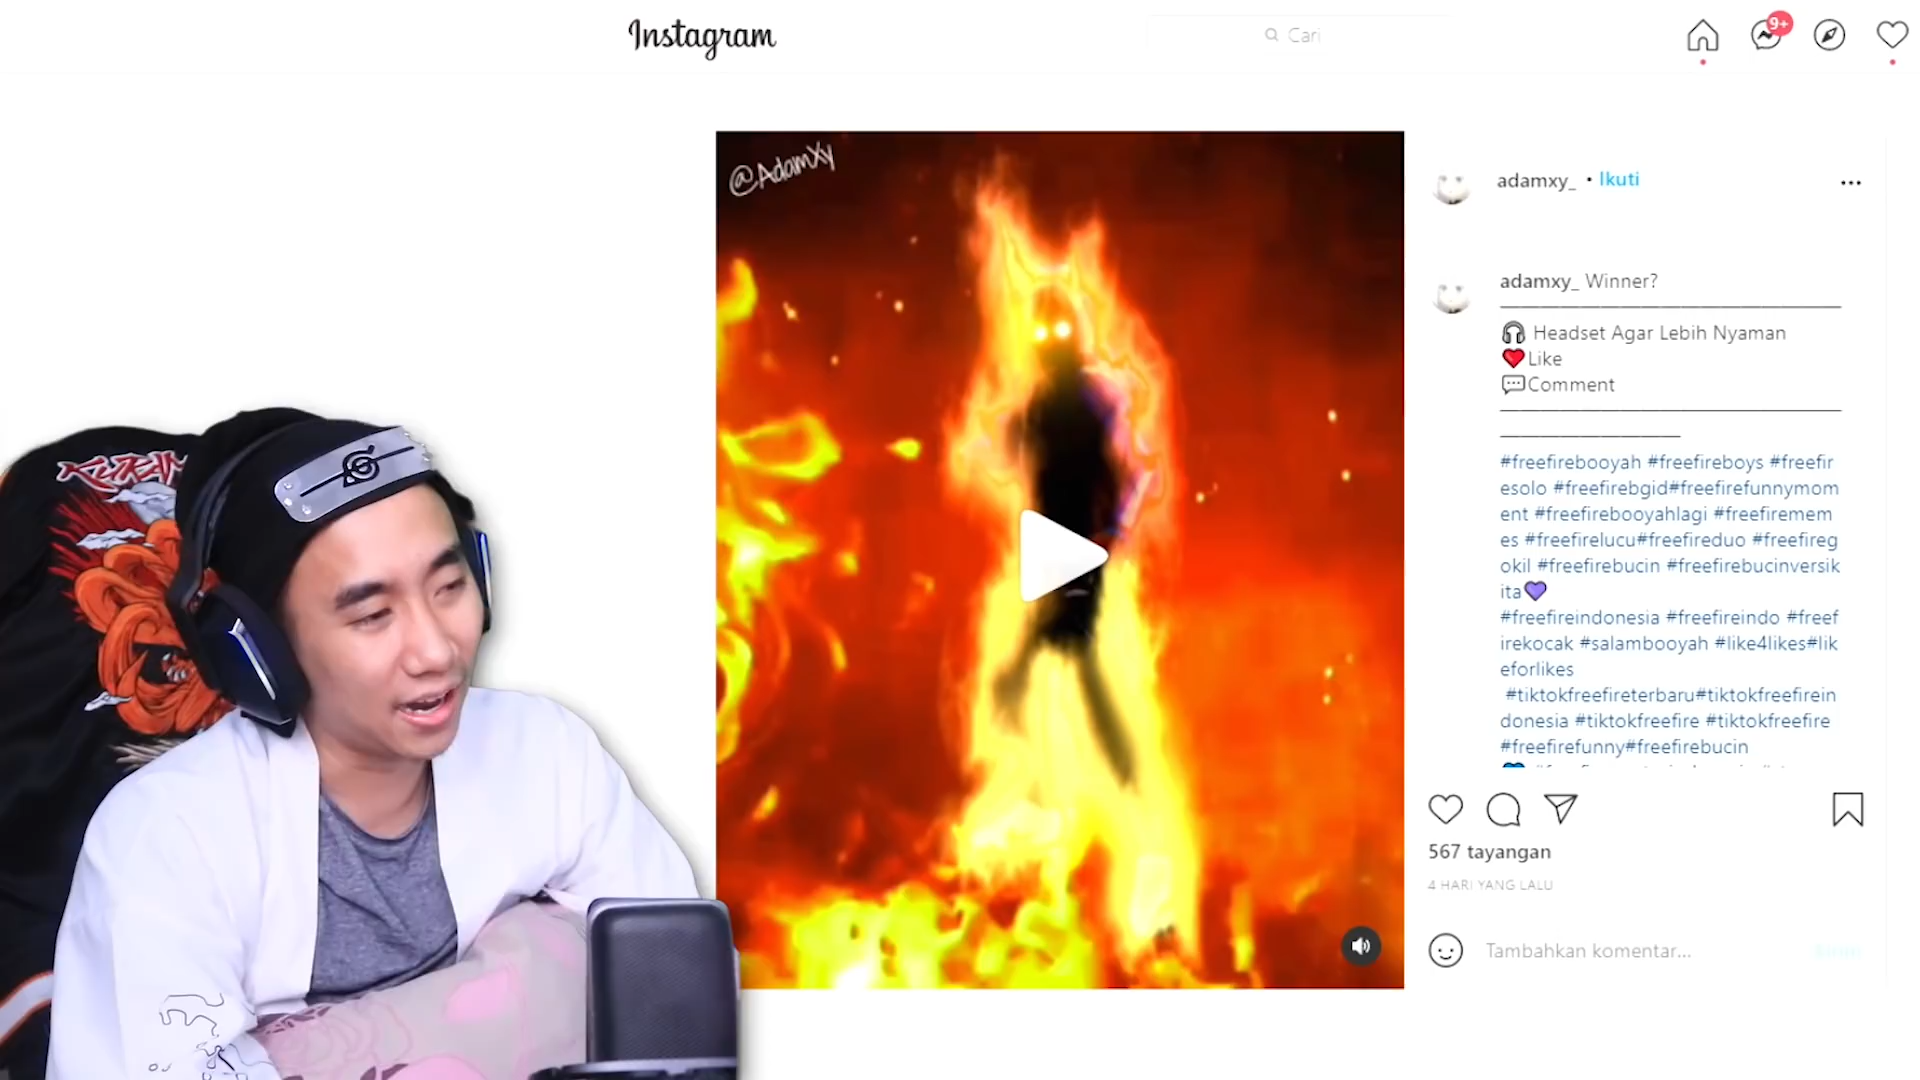 Instagram
Cari
9+
@AdamXy
adamxy_ • Ikuti
adamxy_ Winner?
🎧 Headset Agar Lebih Nyaman
❤️Like
💬Comment
#freefirebooyah #freefireboys #freefir
esolo #freefirebgid#freefirefunnymom
ent #freefirebooyahlagi #freefiremem
es #freefirelucu#freefireduo #freefireg
okil #freefirebucin #freefirebucinversik
ita💜
#freefireindonesia #freefireindo #freef
irekocak #salambooyah #like4likes#lik
eforlikes
#tiktokfreefireterbaru#tiktokfreefirein
donesia #tiktokfreefire #tiktokfreefire
#freefirefunny#freefirebucin
567 tayangan
4 HARI YANG LALU
Tambahkan komentar...